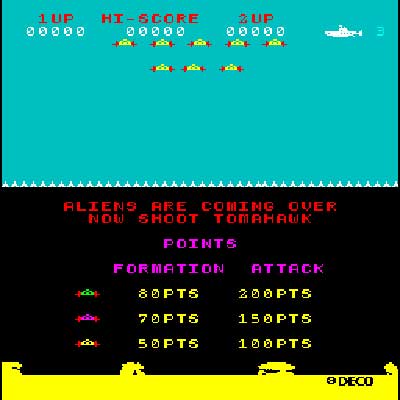 1UP HI-SCORE 2UP
00000 00000 00000 3
ALIENS ARE COMING OVER
NOW SHOOT TOMAHAWK
POINTS
FORMATION ATTACK
80PTS 200PTS
70PTS 150PTS
50PTS 100PTS
©DECO